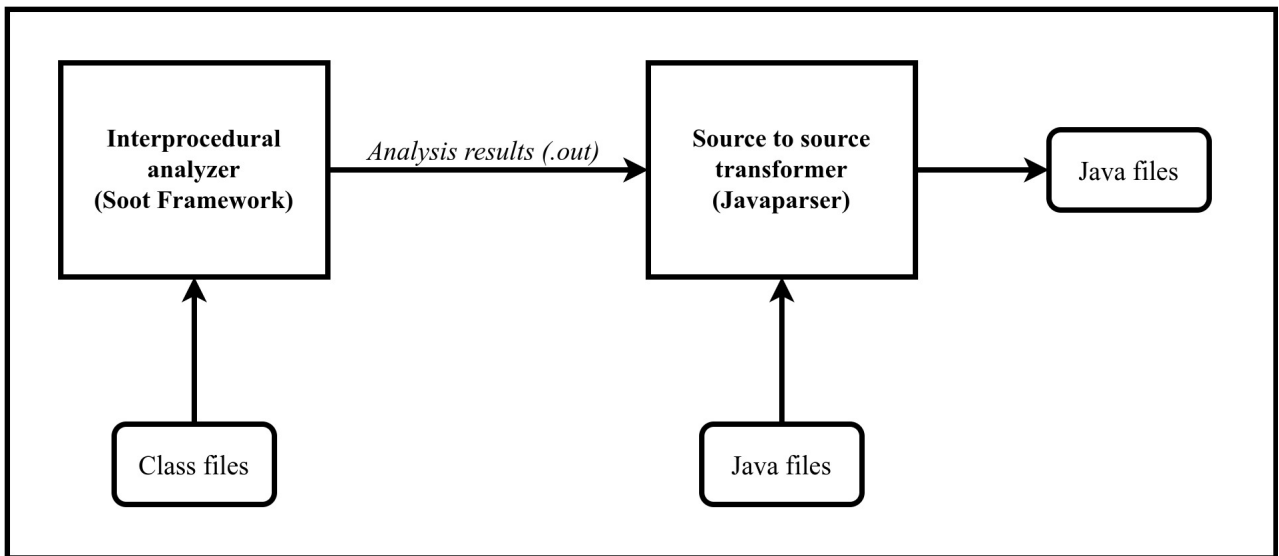 Interprocedural
analyzer
(Soot Framework)
Analysis results (.out)
Source to source
transformer
(Javaparser)
Java files
Class files
Java files